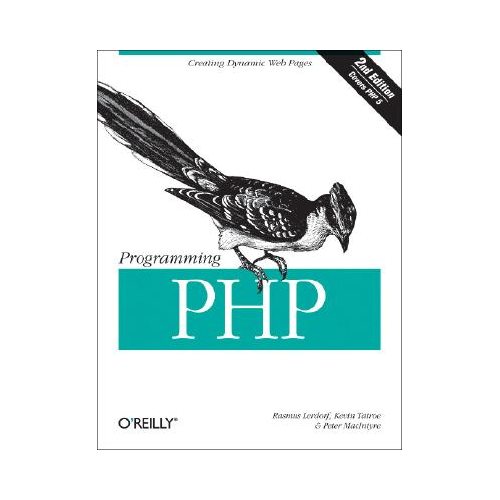 Creating Dynamic Web Pages
2nd Edition
Covers PHP 5
Programming
PHP
O'REILLY®
Rasmus Lerdorf, Kevin Tatroe
& Peter MacIntyre